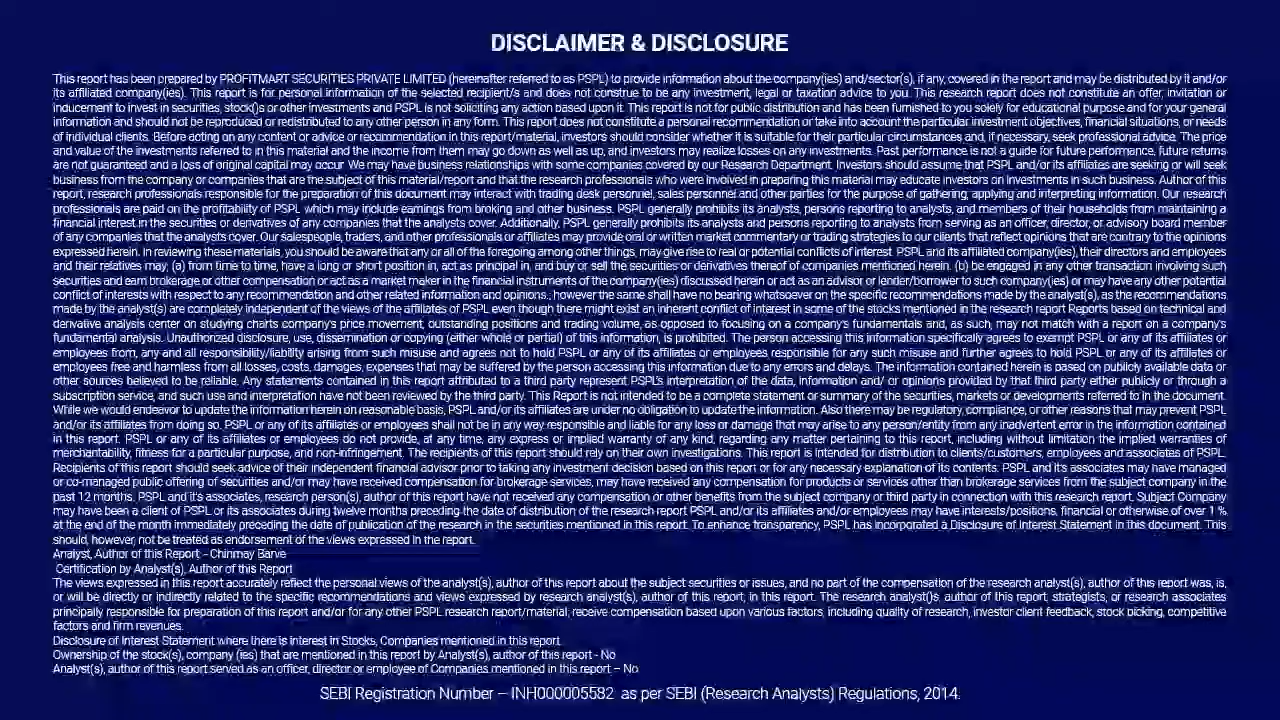 DISCLAIMER & DISCLOSURE
This report has been prepared by PROFITMART SECURITIES PRIVATE LIMITED (hereinafter referred to as PSPL) to provide information about the company(ies) and/sector(s), if any, covered in the report and may be distributed by it and/or
its affiliated company(ies). This report is for personal information of the selected recipient/s and does not construe to be any investment, legal or taxation advice to you. This research report does not constitute an offer, invitation or
inducement to invest in securities, stock()s or other investments and PSPL is not soliciting any action based upon it. This report is not for public distribution and has been furnished to you solely for educational purpose and for your general
information and should not be reproduced or redistributed to any other person in any form. This report does not constitute a personal recommendation or take into account the particular investment objectives, financial situations, or needs
of individual clients. Before acting on any content or advice or recommendation in this report/material, investors should consider whether it is suitable for their particular circumstances and, if necessary, seek professional advice. The price
and value of the investments referred to in this material and the income from them may go down as well as up, and investors may realize losses on any investments. Past performance is not a guide for future performance, future returns
are not guaranteed and a loss of original capital may occur. We may have business relationships with some companies covered by our Research Department. Investors should assume that PSPL and/or its affiliates are seeking or will seek
business from the company or companies that are the subject of this material/report and that the research professionals who were involved in preparing this material may educate investors on investments in such business. Author of this
report, research professionals responsible for the preparation of this document may interact with trading desk personnel, sales personnel and other parties for the purpose of gathering, applying and interpreting information. Our research
professionals are paid on the profitability of PSPL which may include earnings from broking and other business. PSPL generally prohibits its analysts, persons reporting to analysts, and members of their households from maintaining a
financial interest in the securities or derivatives of any companies that the analysts cover. Additionally, PSPL generally prohibits its analysts and persons reporting to analysts from serving as an officer, director, or advisory board member
of any companies that the analysts cover. Our salespeople, traders, and other professionals or affiliates may provide oral or written market commentary or trading strategies to our clients that reflect opinions that are contrary to the opinions
expressed herein. In reviewing these materials, you should be aware that any or all of the foregoing among other things, may give rise to real or potential conflicts of interest. PSPL and its affiliated company(ies), their directors and employees
and their relatives may; (a) from time to time, have a long or short position in, act as principal in, and buy or sell the securities or derivatives thereof of companies mentioned herein. (b) be engaged in any other transaction involving such
securities and earn brokerage or other compensation or act as a market maker in the financial instruments of the company(ies) discussed herein or act as an advisor or lender/borrower to such company(ies) or may have any other potential
conflict of interests with respect to any recommendation and other related information and opinions.; however the same shall have no bearing whatsoever on the specific recommendations made by the analyst(s), as the recommendations
made by the analyst(s) are completely independent of the views of the affiliates of PSPL even though there might exist an inherent conflict of interest in some of the stocks mentioned in the research report Reports based on technical and
derivative analysis center on studying charts company's price movement, outstanding positions and trading volume, as opposed to focusing on a company's fundamentals and, as such, may not match with a report on a company's
fundamental analysis. Unauthorized disclosure, use, dissemination or copying (either whole or partial) of this information, is prohibited. The person accessing this information specifically agrees to exempt PSPL or any of its affiliates or
employees from, any and all responsibility/liability arising from such misuse and agrees not to hold PSPL or any of its affiliates or employees responsible for any such misuse and further agrees to hold PSPL or any of its affiliates or
employees free and harmless from all losses, costs, damages, expenses that may be suffered by the person accessing this information due to any errors and delays. The information contained herein is based on publicly available data or
other sources believed to be reliable. Any statements contained in this report attributed to a third party represent PSPL's interpretation of the data, information and/ or opinions provided by that third party either publicly or through a
subscription service, and such use and interpretation have not been reviewed by the third party. This Report is not intended to be a complete statement or summary of the securities, markets or developments referred to in the document.
While we would endeavor to update the information herein on reasonable basis, PSPL and/or its affiliates are under no obligation to update the information. Also there may be regulatory, compliance, or other reasons that may prevent PSPL
and/or its affiliates from doing so. PSPL or any of its affiliates or employees shall not be in any way responsible and liable for any loss or damage that may arise to any person/entity from any inadvertent error in the information contained
in this report. PSPL or any of its affiliates or employees do not provide, at any time, any express or implied warranty of any kind, regarding any matter pertaining to this report, including without limitation the implied warranties of
merchantability, fitness for a particular purpose, and non-infringement. The recipients of this report should rely on their own investigations. This report is intended for distribution to clients/customers, employees and associates of PSPL.
Recipients of this report should seek advice of their independent financial advisor prior to taking any investment decision based on this report or for any necessary explanation of its contents. PSPL and it's associates may have managed
or co-managed public offering of securities and/or may have received compensation for brokerage services, may have received any compensation for products or services other than brokerage services from the subject company in the
past 12 months. PSPL and it's associates, research person(s), author of this report have not received any compensation or other benefits from the subject company or third party in connection with this research report. Subject Company
may have been a client of PSPL or its associates during twelve months preceding the date of distribution of the research report PSPL and/or its affiliates and/or employees may have interests/positions, financial or otherwise of over 1 %
at the end of the month immediately preceding the date of publication of the research in the securities mentioned in this report. To enhance transparency, PSPL has incorporated a Disclosure of Interest Statement in this document. This
should, however, not be treated as endorsement of the views expressed in the report.
Analyst, Author of this Report - Chinmay Barve
Certification by Analyst(s), Author of this Report
The views expressed in this report accurately reflect the personal views of the analyst(s), author of this report about the subject securities or issues, and no part of the compensation of the research analyst(s), author of this report was, is,
or will be directly or indirectly related to the specific recommendations and views expressed by research analyst(s), author of this report, in this report. The research analyst()s, author of this report, strategists, or research associates
principally responsible for preparation of this report and/or for any other PSPL research report/material, receive compensation based upon various factors, including quality of research, investor client feedback, stock picking, competitive
factors and firm revenues.
Disclosure of Interest Statement where there is interest in Stocks, Companies mentioned in this report
Ownership of the stock(s), company (ies) that are mentioned in this report by Analyst(s), author of this report - No
Analyst(s), author of this report served as an officer, director or employee of Companies mentioned in this report – No
SEBI Registration Number – INH000005582 as per SEBI (Research Analysts) Regulations, 2014.